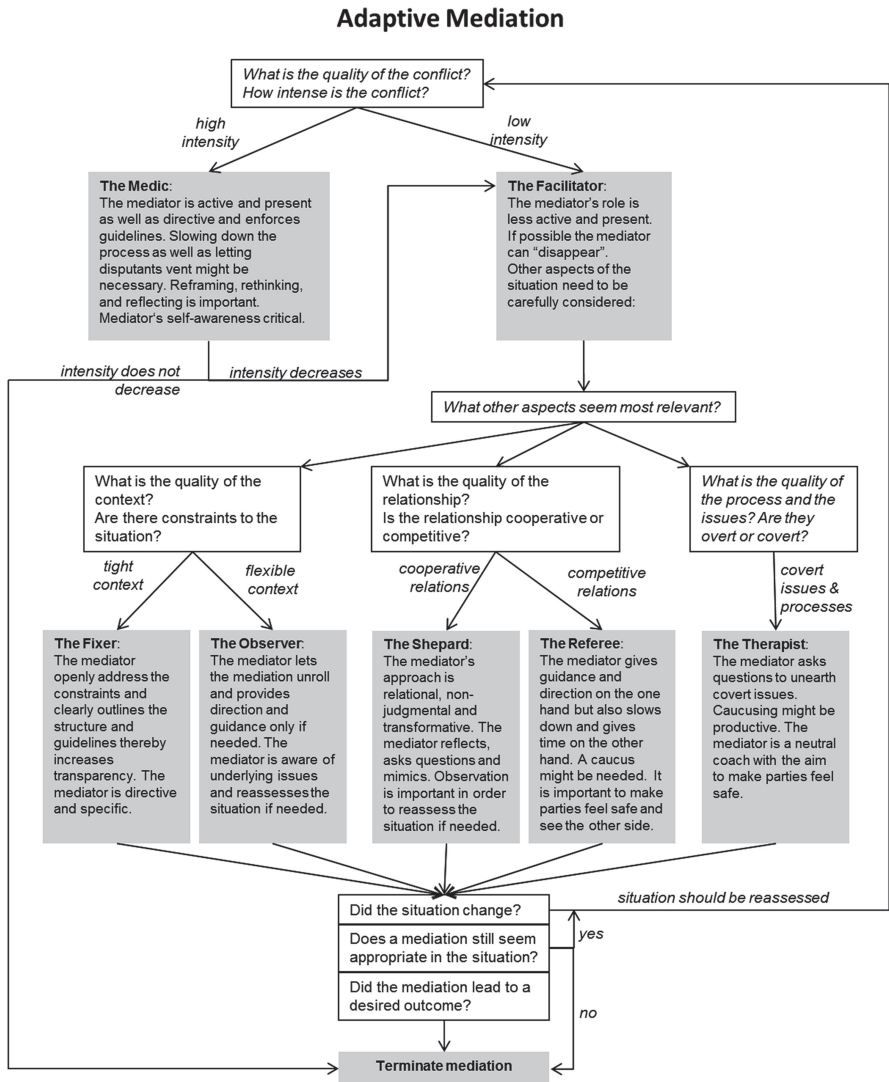 Adaptive Mediation
What is the quality of the conflict?
How intense is the conflict?
high
intensity
low
intensity
The Medic:
The mediator is active and present
as well as directive and enforces
guidelines. Slowing down the
process as well as letting
disputants vent might be
necessary. Reframing, rethinking,
and reflecting is important.
Mediator's self-awareness critical.
The Facilitator:
The mediator's role is
less active and present.
If possible the mediator
can “disappear”.
Other aspects of the
situation need to be
carefully considered:
intensity does not
decrease
intensity decreases
What other aspects seem most relevant?
What is the quality of the
context?
Are there constraints to the
situation?
What is the quality of the
relationship?
Is the relationship cooperative or
competitive?
What is the quality of
the process and the
issues? Are they
overt or covert?
tight
context
flexible
context
cooperative
relations
competitive
relations
covert
issues &
processes
The Fixer:
The mediator
openly address the
constraints and
clearly outlines the
structure and
guidelines thereby
increases
transparency. The
mediator is directive
and specific.
The Observer:
The mediator lets
the mediation unroll
and provides
direction and
guidance only if
needed. The
mediator is aware of
underlying issues
and reassesses the
situation if needed.
The Shepard:
The mediator's
approach is
relational, non-
judgmental and
transformative. The
mediator reflects,
asks questions and
mimics. Observation
is important in order
to reassess the
situation if needed.
The Referee:
The mediator gives
guidance and
direction on the one
hand but also slows
down and gives
time on the other
hand. A caucus
might be needed. It
is important to make
parties feel safe and
see the other side.
The Therapist:
The mediator asks
questions to unearth
covert issues.
Caucusing might be
productive. The
mediator is a neutral
coach with the aim
to make parties feel
safe.
Did the situation change?
situation should be reassessed
Does a mediation still seem
appropriate in the situation?
yes
Did the mediation lead to a
desired outcome?
no
Terminate mediation